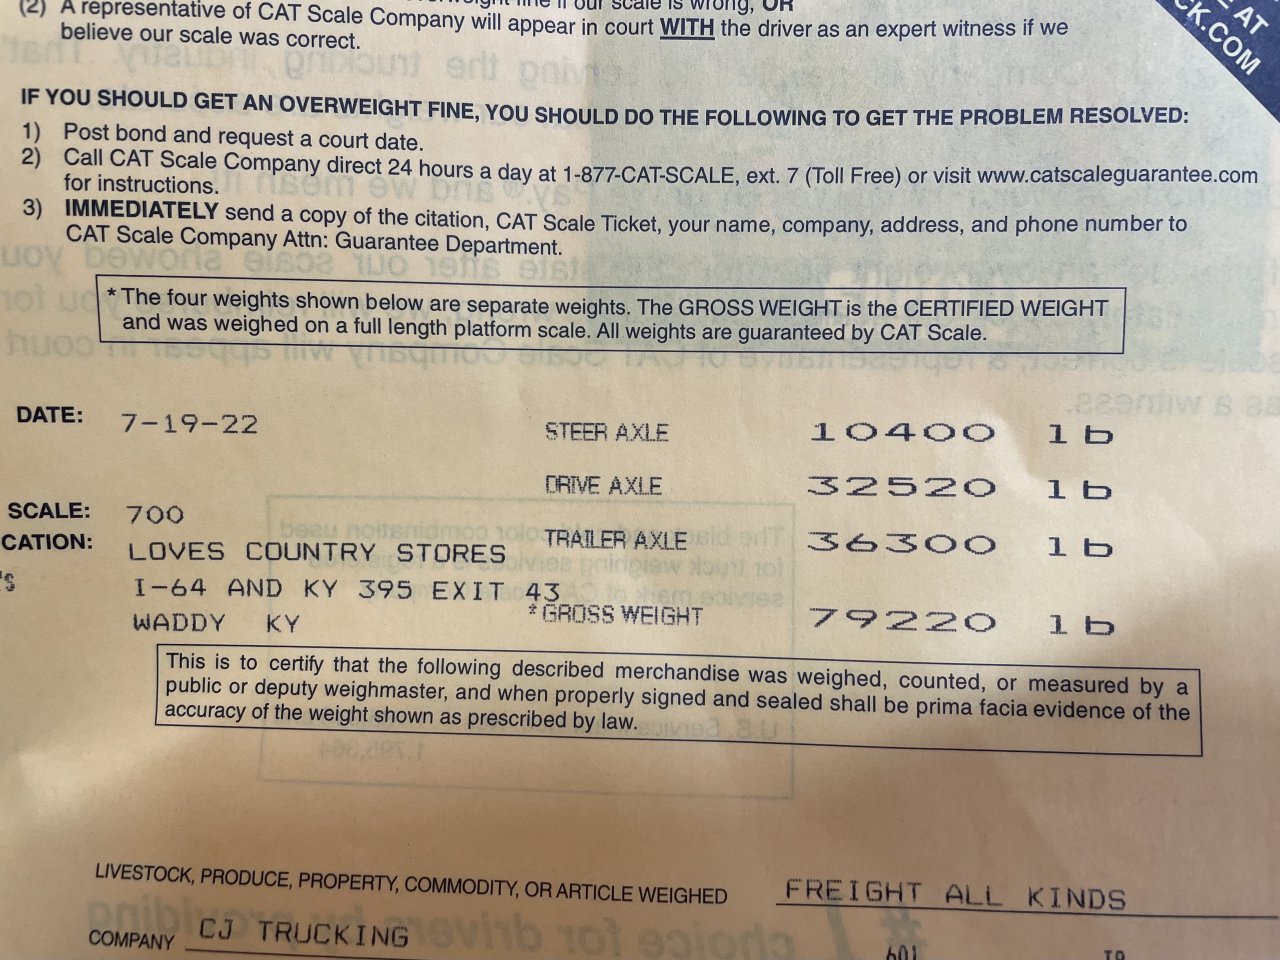 (2) A representative of CAT Scale Company will appear in court WITH the driver as an expert witness if we
believe our scale was correct.
AT
CK.COM
IF YOU SHOULD GET AN OVERWEIGHT FINE, YOU SHOULD DO THE FOLLOWING TO GET THE PROBLEM RESOLVED:
1) Post bond and request a court date.
2) Call CAT Scale Company direct 24 hours a day at 1-877-CAT-SCALE, ext. 7 (Toll Free) or visit www.catscaleguarantee.com
for instructions.
3) IMMEDIATELY send a copy of the citation, CAT Scale Ticket, your name, company, address, and phone number to
CAT Scale Company Attn: Guarantee Department.
* The four weights shown below are separate weights. The GROSS WEIGHT is the CERTIFIED WEIGHT
and was weighed on a full length platform scale. All weights are guaranteed by CAT Scale.
DATE: 7-19-22
STEER AXLE 10400 lb
DRIVE AXLE 32520 lb
SCALE: 700
TRAILER AXLE 36300 lb
CATION: LOVES COUNTRY STORES
'S I-64 AND KY 395 EXIT 43
WADDY KY
*GROSS WEIGHT 79220 lb
This is to certify that the following described merchandise was weighed, counted, or measured by a
public or deputy weighmaster, and when properly signed and sealed shall be prima facia evidence of the
accuracy of the weight shown as prescribed by law.
LIVESTOCK, PRODUCE, PROPERTY, COMMODITY, OR ARTICLE WEIGHED FREIGHT ALL KINDS
COMPANY CJ TRUCKING